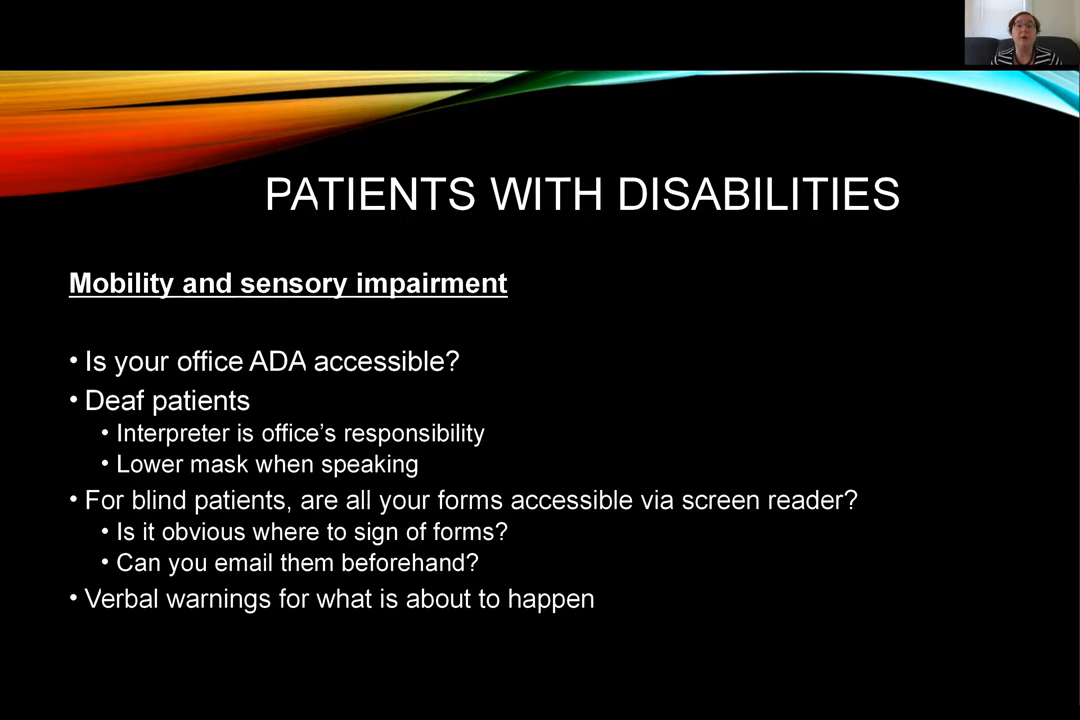 PATIENTS WITH DISABILITIES
Mobility and sensory impairment
• Is your office ADA accessible?
• Deaf patients
• Interpreter is office's responsibility
• Lower mask when speaking
• For blind patients, are all your forms accessible via screen reader?
• Is it obvious where to sign of forms?
• Can you email them beforehand?
• Verbal warnings for what is about to happen